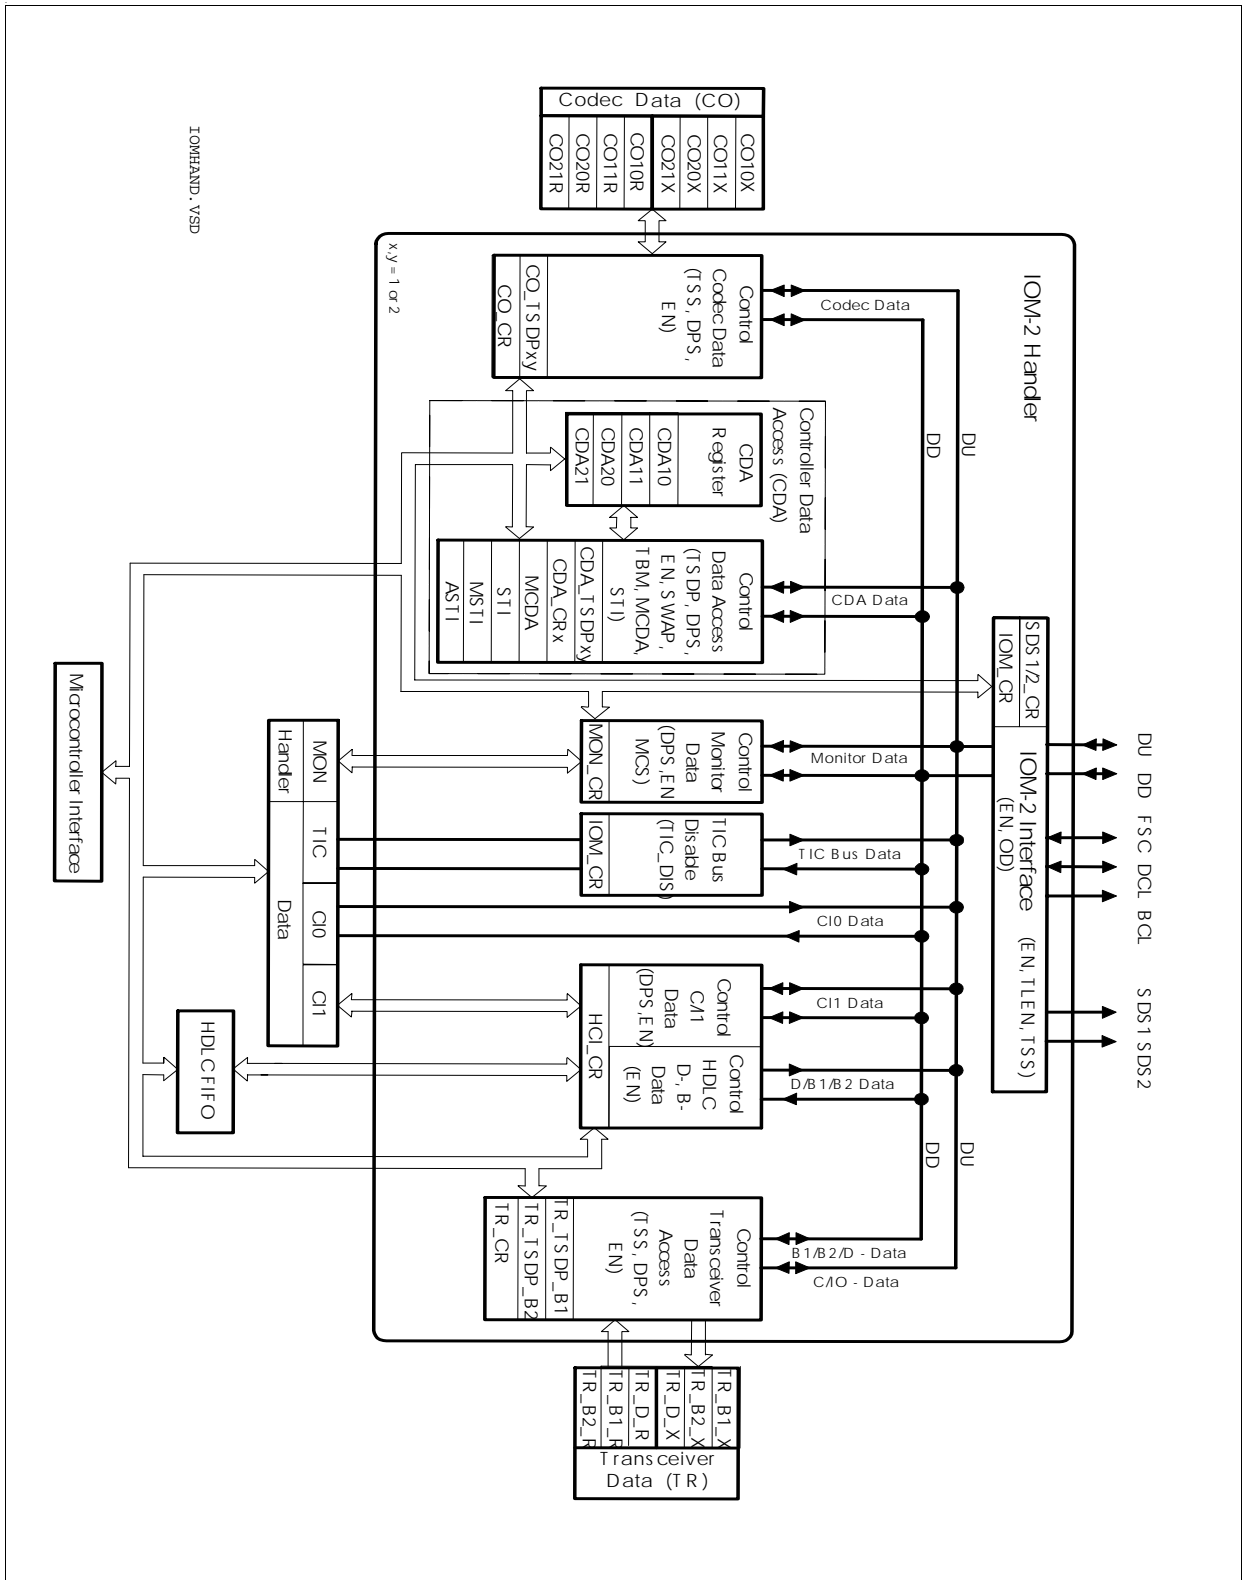 Codec Data (CO)
CO10X
CO11X
CO20X
CO21X
CO10R
CO11R
CO20R
CO21R
IOMHAND.VSD
x,y = 1 or 2
IOM-2 Handler
Control
Codec Data
(TSS, DPS,
EN)
CO_TSDPxy
CO_CR
Codec Data
DU
DD
Controller Data
Access (CDA)
CDA
Register
CDA10
CDA11
CDA20
CDA21
Control
Data Access
(TSDP, DPS,
EN, SWAP,
TBM, MCDA,
STI)
CDA_TSDPxy
CDA_CRx
MCDA
STI
MSTI
ASTI
CDA Data
SDS1/2_CR
IOM_CR
IOM-2 Interface
(EN, OD)
(EN, TLEN, TSS)
DU
DD
FSC
DCL
BCL
SDS1
SDS2
Control
Monitor
Data
(DPS,EN
MCS)
MON_CR
Monitor Data
TIC Bus
Disable
(TIC_DIS)
IOM_CR
TIC Bus Data
CI0 Data
Control
C/I1
Data
(DPS,EN)
CI1 Data
Control
HDLC
D-, B-
Data
(EN)
HCI_CR
D/B1/B2 Data
DU
DD
MON
Handler
TIC
CI0
CI1
Data
Microcontroller Interface
HDLC FIFO
Control
Transceiver
Data
Access
(TSS, DPS,
EN)
TR_TSDP_B1
TR_TSDP_B2
TR_CR
B1/B2/D - Data
C/IO - Data
TR_B1_X
TR_B2_X
TR_D_X
TR_D_R
TR_B1_R
TR_B2_R
Transceiver
Data (TR)